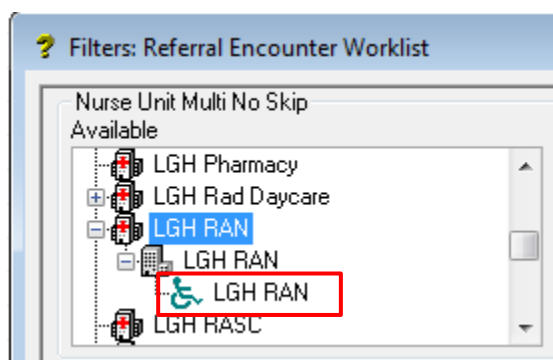 Filters: Referral Encounter Worklist
Nurse Unit Multi No Skip
Available
LGH Pharmacy
LGH Rad Daycare
LGH RAN
LGH RAN
LGH RAN
LGH RASC